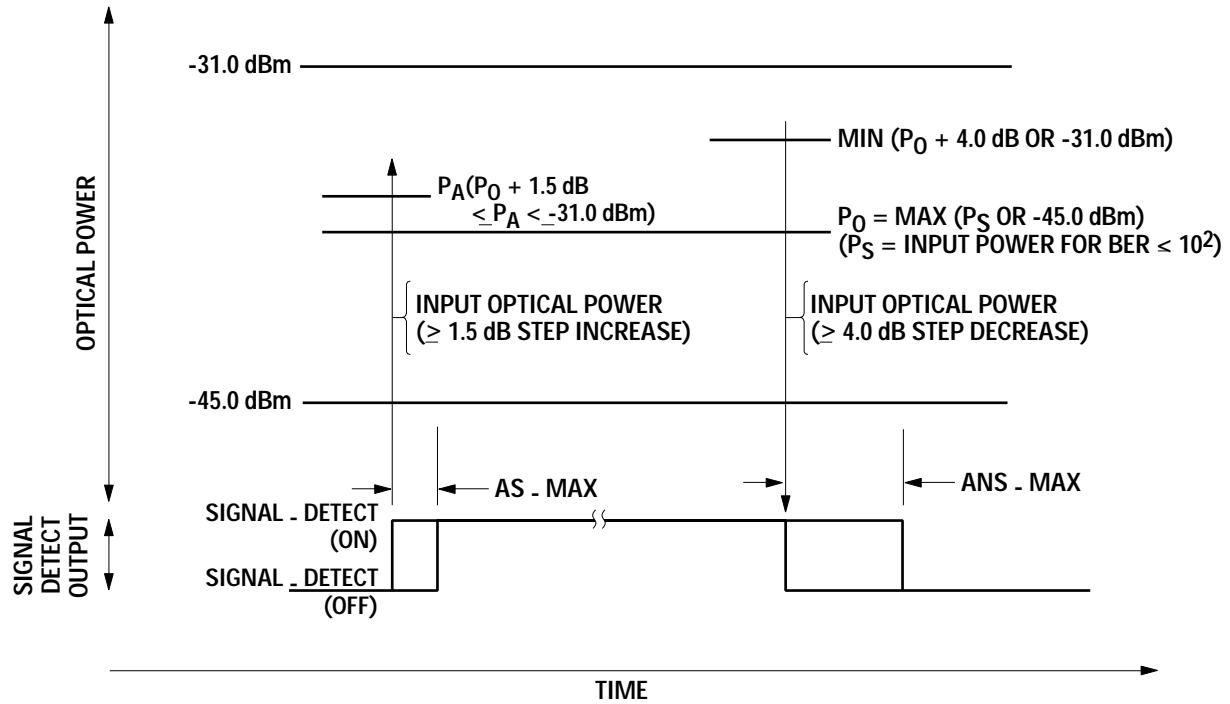 OPTICAL POWER
-31.0 dBm
MIN (PO + 4.0 dB OR -31.0 dBm)
PA(PO + 1.5 dB
≤ PA ≤ -31.0 dBm)
PO = MAX (PS OR -45.0 dBm)
(PS = INPUT POWER FOR BER ≤ 102)
INPUT OPTICAL POWER
(≥ 1.5 dB STEP INCREASE)
INPUT OPTICAL POWER
(≥ 4.0 dB STEP DECREASE)
-45.0 dBm
AS - MAX
ANS - MAX
SIGNAL
DETECT
OUTPUT
SIGNAL - DETECT
(ON)
SIGNAL - DETECT
(OFF)
TIME